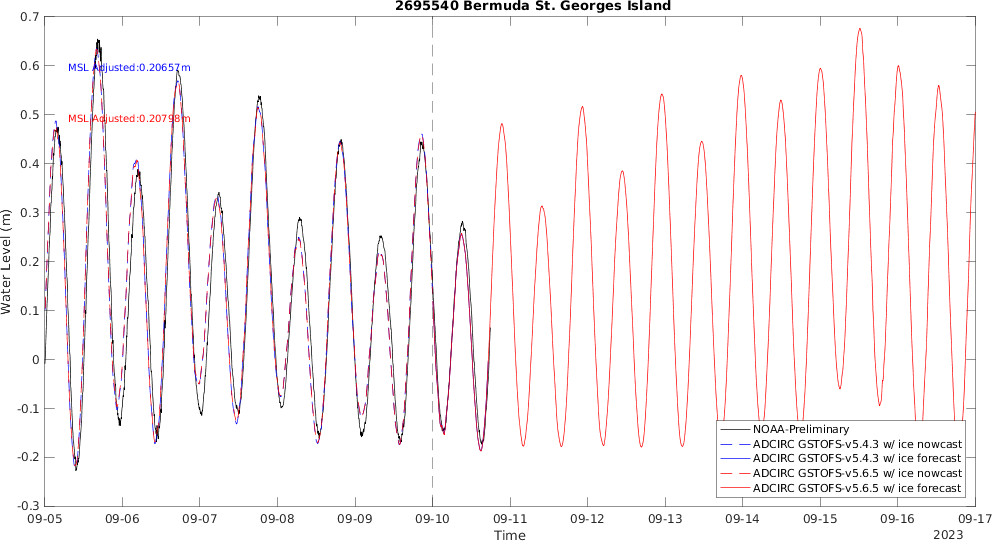 2695540 Bermuda St. Georges Island
0.7
0.6
0.5
0.4
0.3
0.2
0.1
0
-0.1
-0.2
-0.3
Water Level (m)
MSL Adjusted:0.20657m
MSL Adjusted:0.20798m
NOAA-Preliminary
ADCIRC GSTOFS-v5.4.3 w/ ice nowcast
ADCIRC GSTOFS-v5.4.3 w/ ice forecast
ADCIRC GSTOFS-v5.6.5 w/ ice nowcast
ADCIRC GSTOFS-v5.6.5 w/ ice forecast
09-05 09-06 09-07 09-08 09-09 09-10 09-11 09-12 09-13 09-14 09-15 09-16 09-17
Time
2023